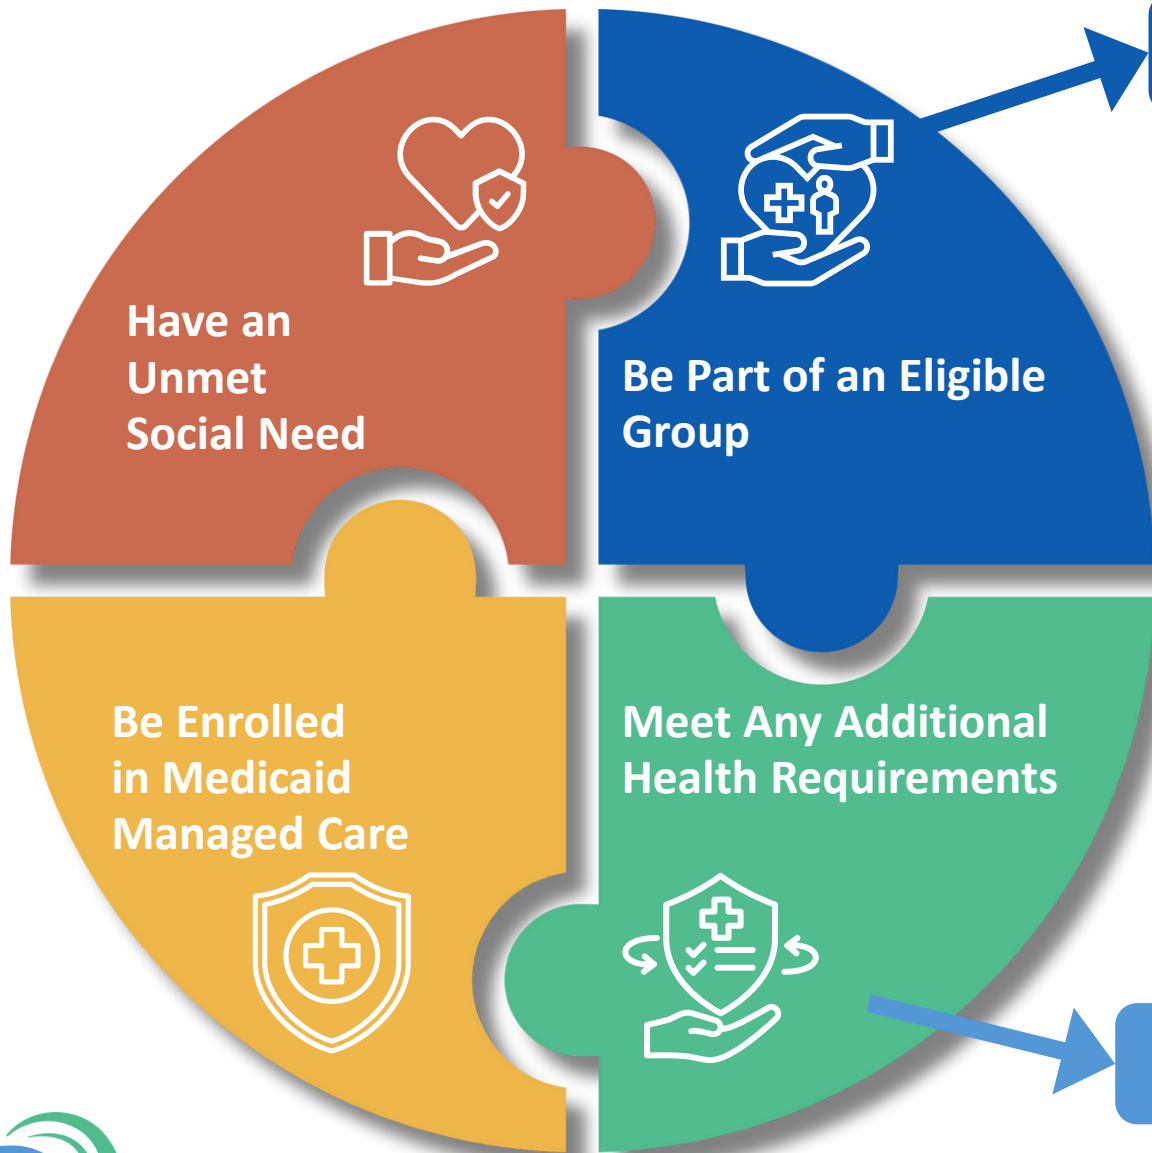 Have an
Unmet
Social Need
Be Part of an Eligible
Group
Be Enrolled
in Medicaid
Managed Care
Meet Any Additional
Health Requirements